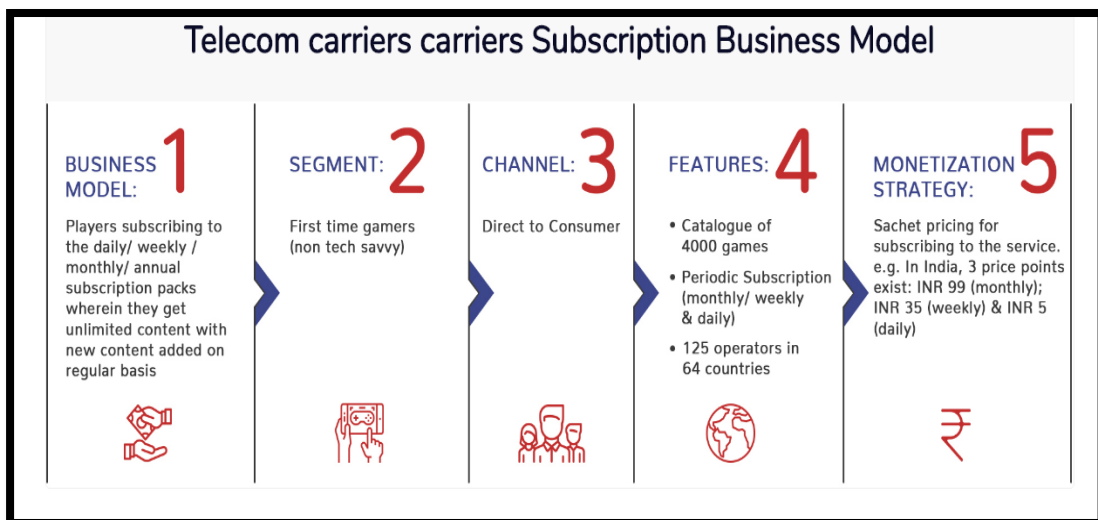 Telecom carriers carriers Subscription Business Model
1
BUSINESS
MODEL:
Players subscribing to
the daily/ weekly /
monthly/ annual
subscription packs
wherein they get
unlimited content with
new content added on
regular basis
2
SEGMENT:
First time gamers
(non tech savvy)
3
CHANNEL:
Direct to Consumer
4
FEATURES:
• Catalogue of
4000 games
• Periodic Subscription
(monthly/ weekly
& daily)
• 125 operators in
64 countries
5
MONETIZATION
STRATEGY:
Sachet pricing for
subscribing to the service.
e.g. In India, 3 price points
exist: INR 99 (monthly);
INR 35 (weekly) & INR 5
(daily)
₹